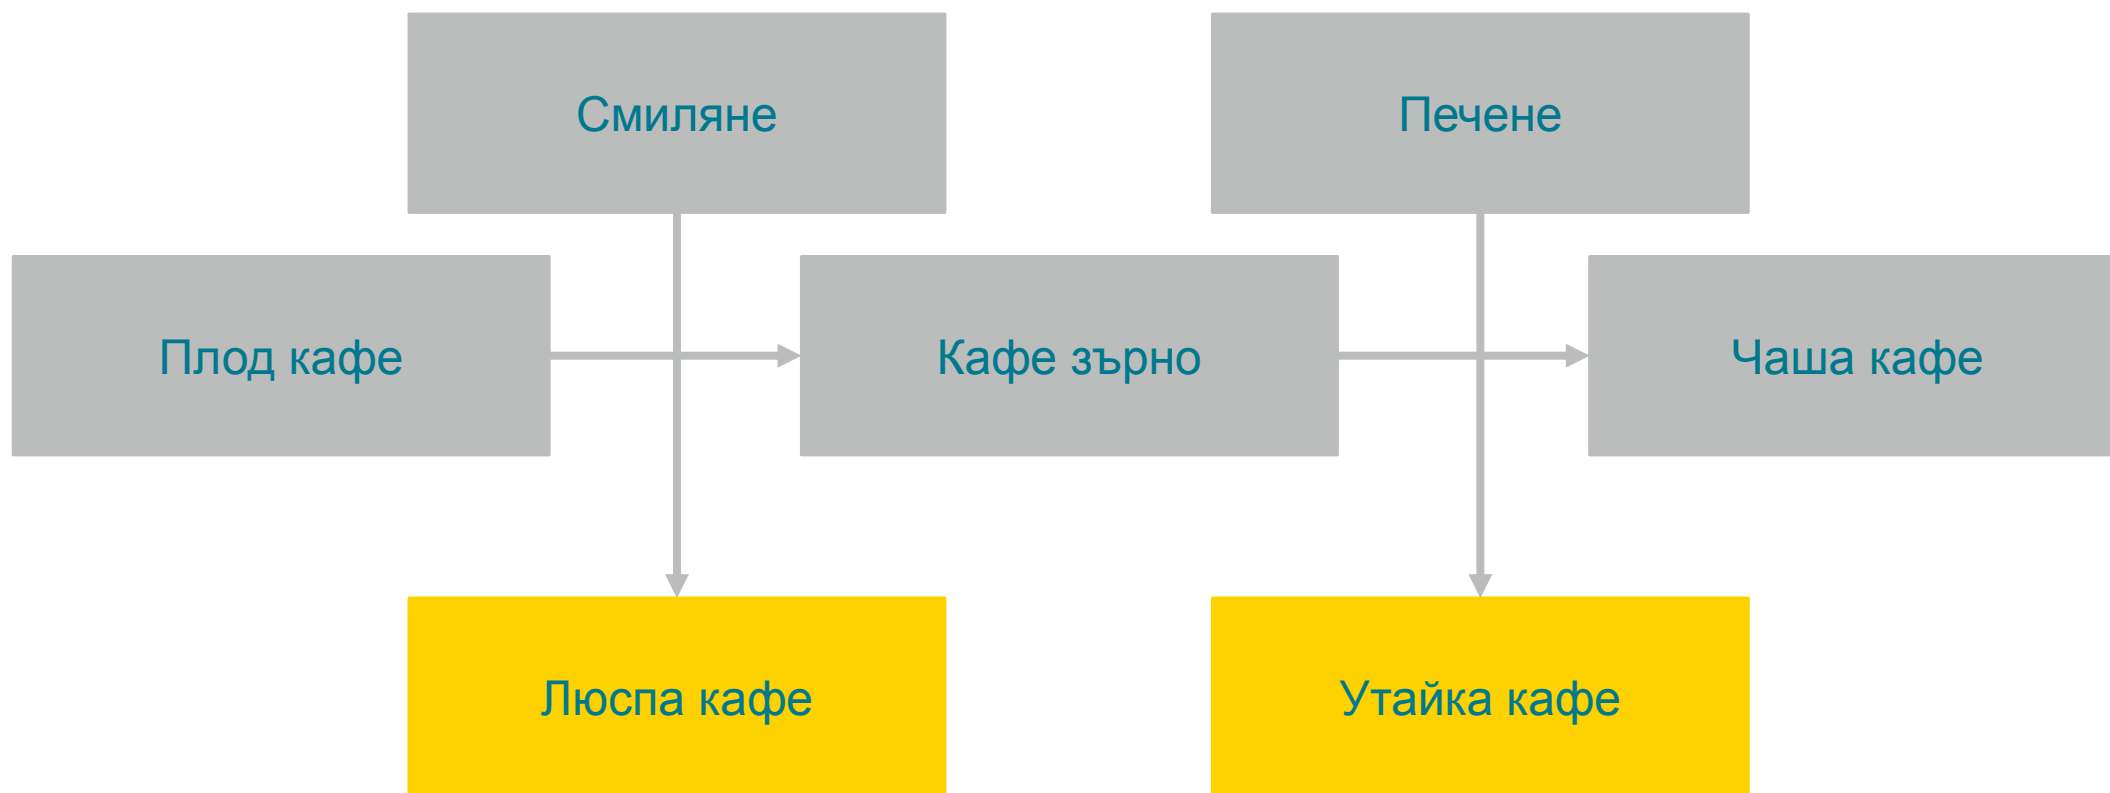 Смиляне
Печене
Плод кафе
Кафе зърно
Чаша кафе
Люспа кафе
Утайка кафе